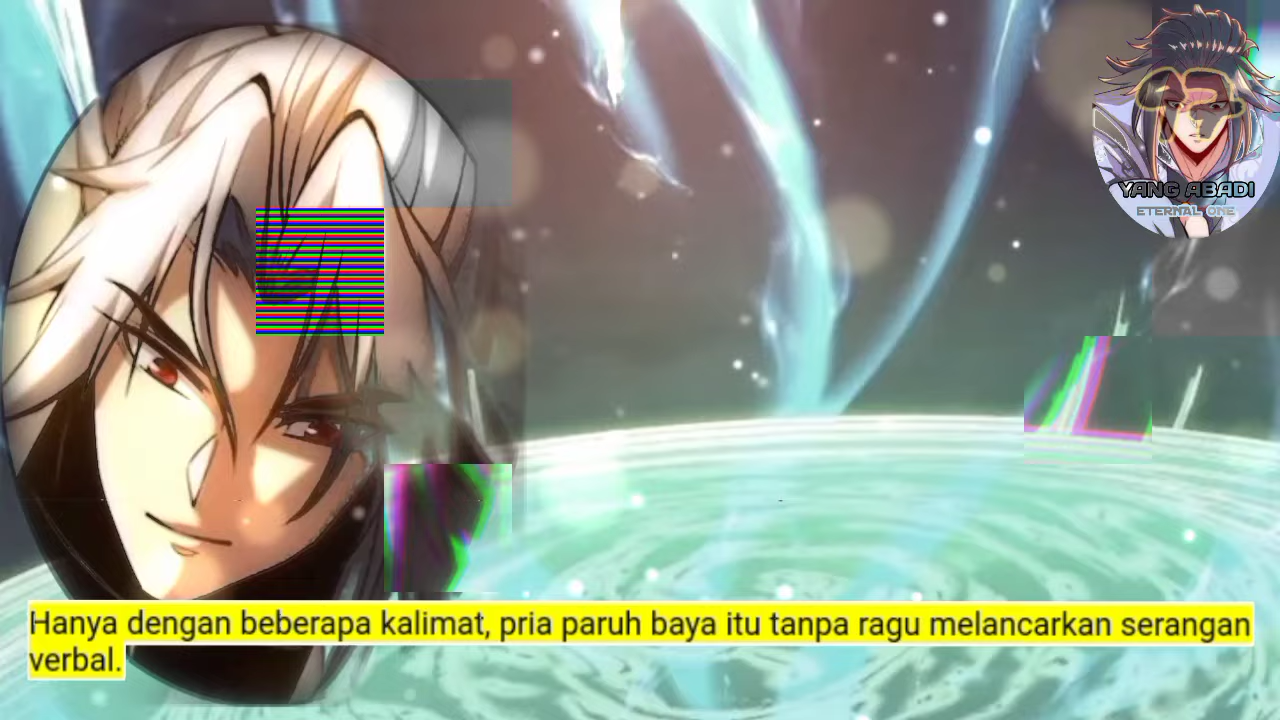 YANG ABADI
ETERNAL ONE
Hanya dengan beberapa kalimat, pria paruh baya itu tanpa ragu melancarkan serangan
verbal.